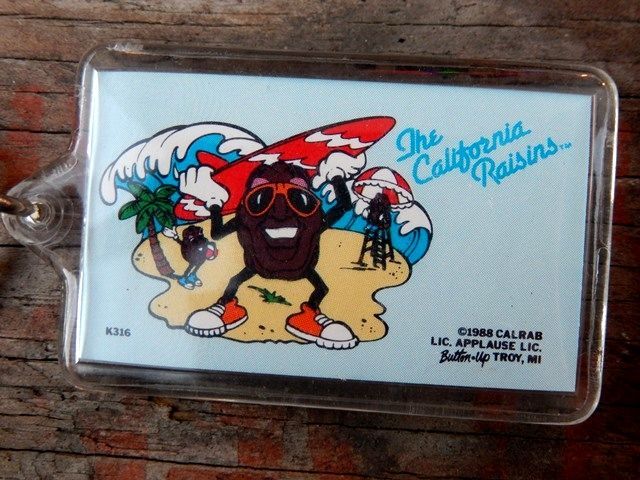 The
California
Raisins™
K316
©1988 CALRAB
LIC. APPLAUSE LIC.
Button-Up TROY, MI